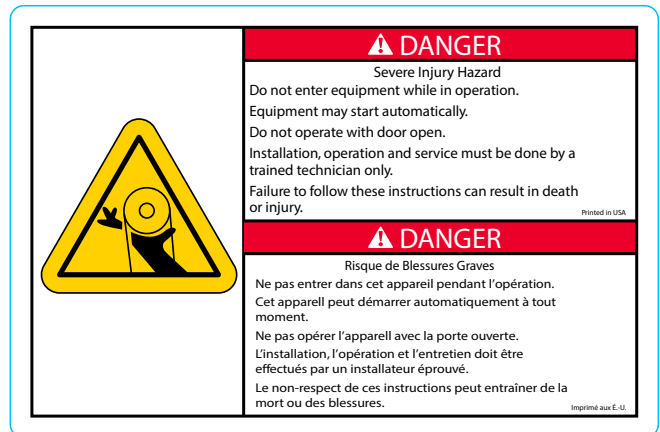 DANGER
Severe Injury Hazard
Do not enter equipment while in operation.
Equipment may start automatically.
Do not operate with door open.
Installation, operation and service must be done by a
trained technician only.
Failure to follow these instructions can result in death
or injury.
Printed in USA
DANGER
Risque de Blessures Graves
Ne pas entrer dans cet appareil pendant l'opération.
Cet apparell peut démarrer automatiquement à tout
moment.
Ne pas opérer l'apparell avec la porte ouverte.
L'installation, l'opération et l'entretien doit être
effectués par un installateur éprouvé.
Le non-respect de ces instructions peut entraîner de la
mort ou des blessures.
Imprimé aux É.-U.